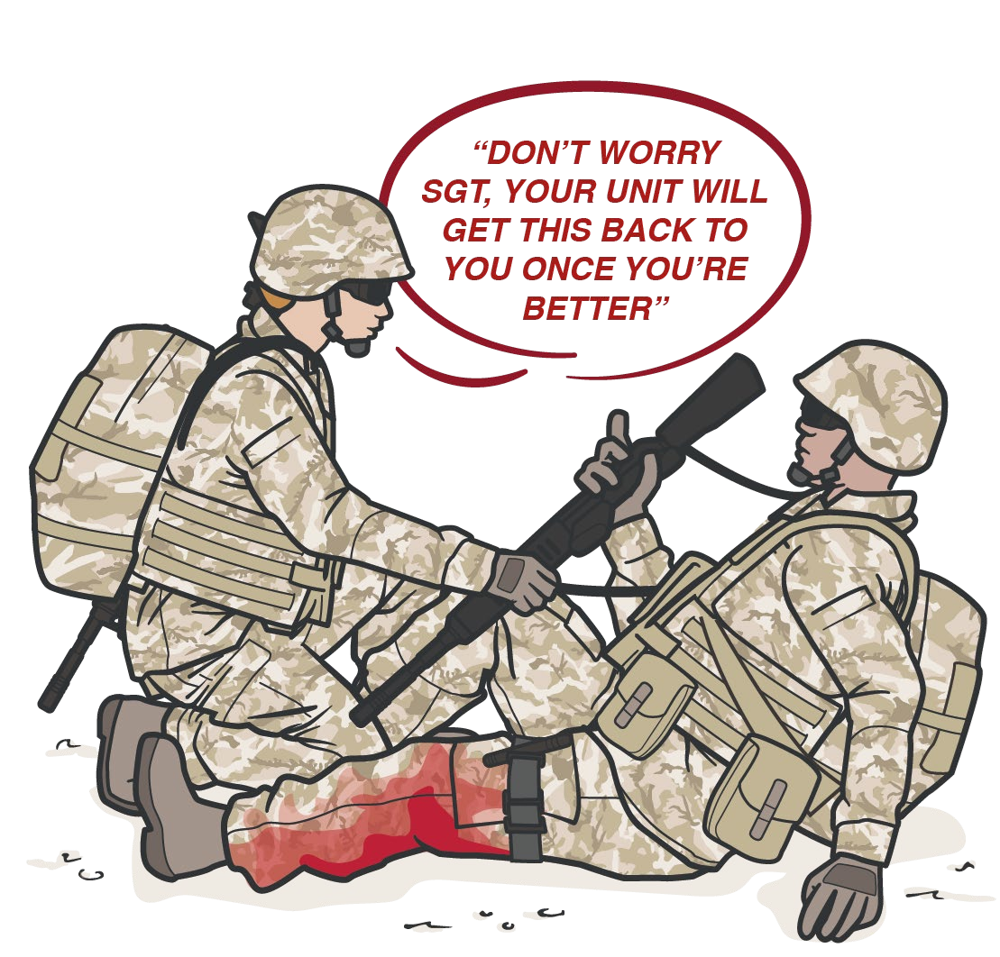 “DON’T WORRY
SGT, YOUR UNIT WILL
GET THIS BACK TO
YOU ONCE YOU’RE
BETTER”